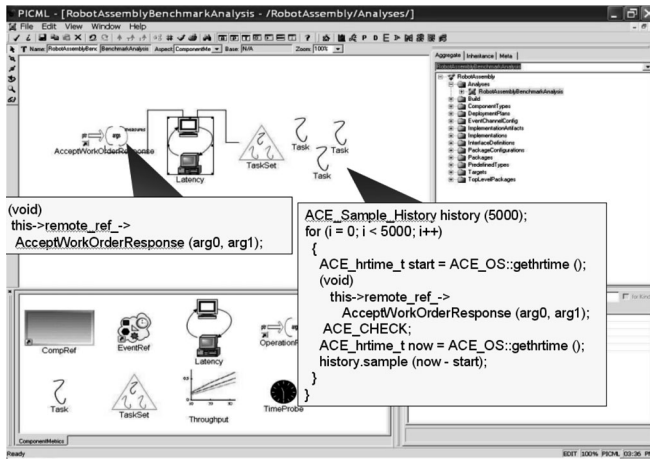 PICML - [RobotAssemblyBenchmarkAnalysis - /RobotAssembly/Analyses/]
File Edit View Window Help
Name: RobotAssemblyBenc BenchmarkAnalysis Aspect: ComponentMe Base: N/A Zoom: 100%
Aggregate Inheritance Meta
RobotAssembly
Analyses
RobotAssemblyBenchmarkAnalysis
Build
ComponentTypes
DeploymentPlans
EventChannelConfig
ImplementationArtifacts
Implementations
InterfaceDefinitions
PackageConfigurations
Packages
PredefinedTypes
Targets
TopLevelPackages
AcceptWorkOrderResponse
Latency
TaskSet
Task
Task
Task
(void)
this->remote_ref_->
AcceptWorkOrderResponse (arg0, arg1);
ACE_Sample_History history (5000);
for (i = 0; i < 5000; i++)
{
ACE_hrtime_t start = ACE_OS::gethrtime ();
(void)
this->remote_ref_->
AcceptWorkOrderResponse (arg0, arg1);
ACE_CHECK;
ACE_hrtime_t now = ACE_OS::gethrtime ();
history.sample (now - start);
}
}
CompRef
EventRef
Latency
OperationR
Task
TaskSet
Throughput
TimeProbe
ComponentMetrics
Ready
EDIT 100% PICML 03:36 PM